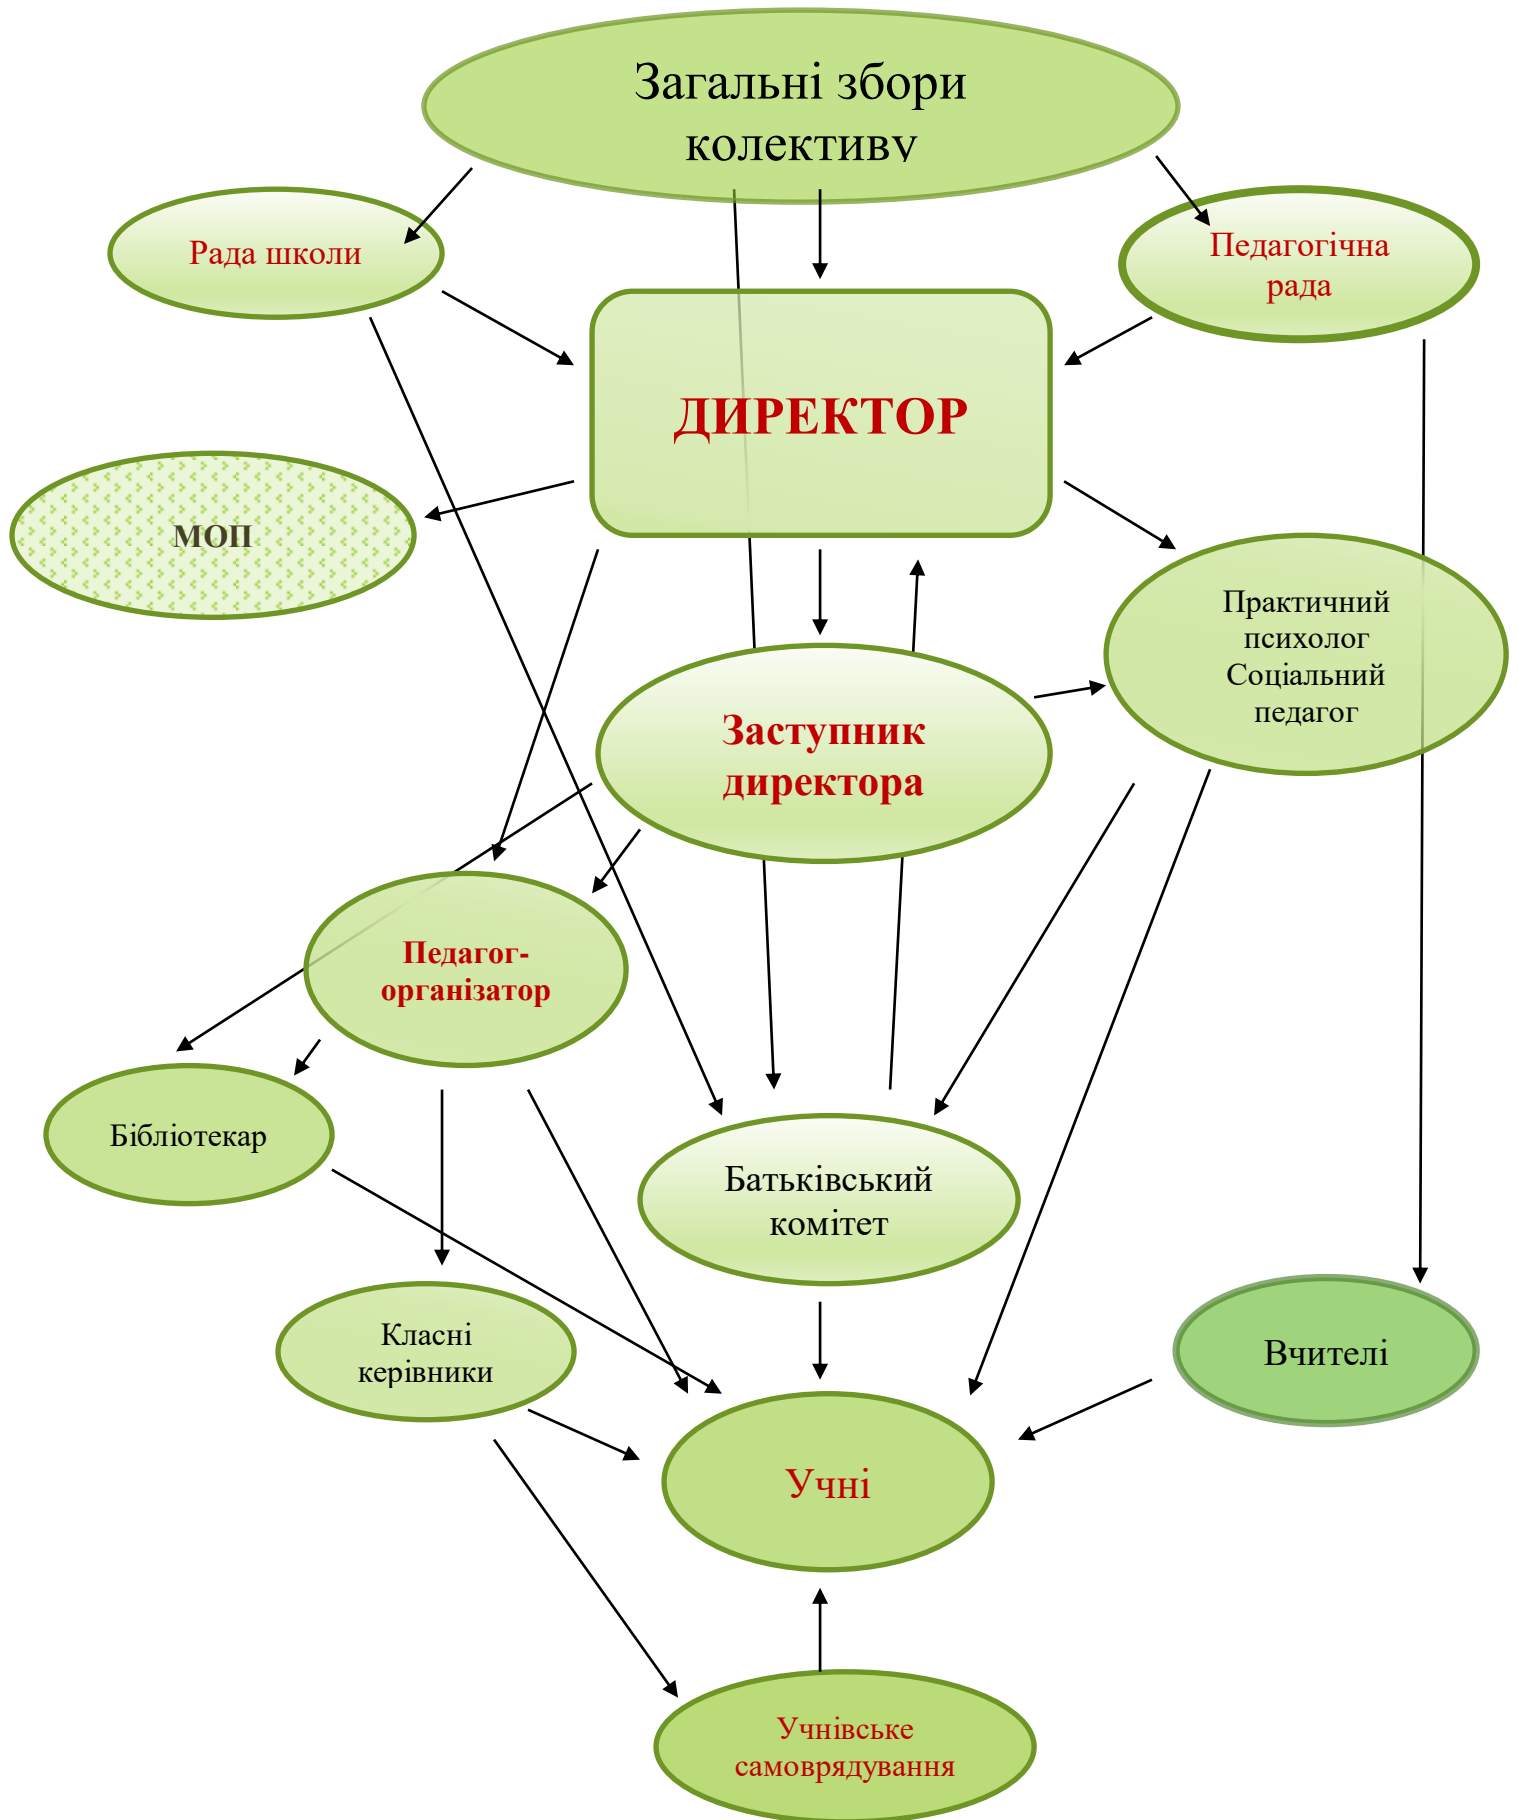 Загальні збори
колективу
Рада школи
Педагогічна
рада
ДИРЕКТОР
МОП
Практичний
психолог
Соціальний
педагог
Заступник
директора
Педагог-
організатор
Бібліотекар
Батьківський
комітет
Класні
керівники
Вчителі
Учні
Учнівське
самоврядування